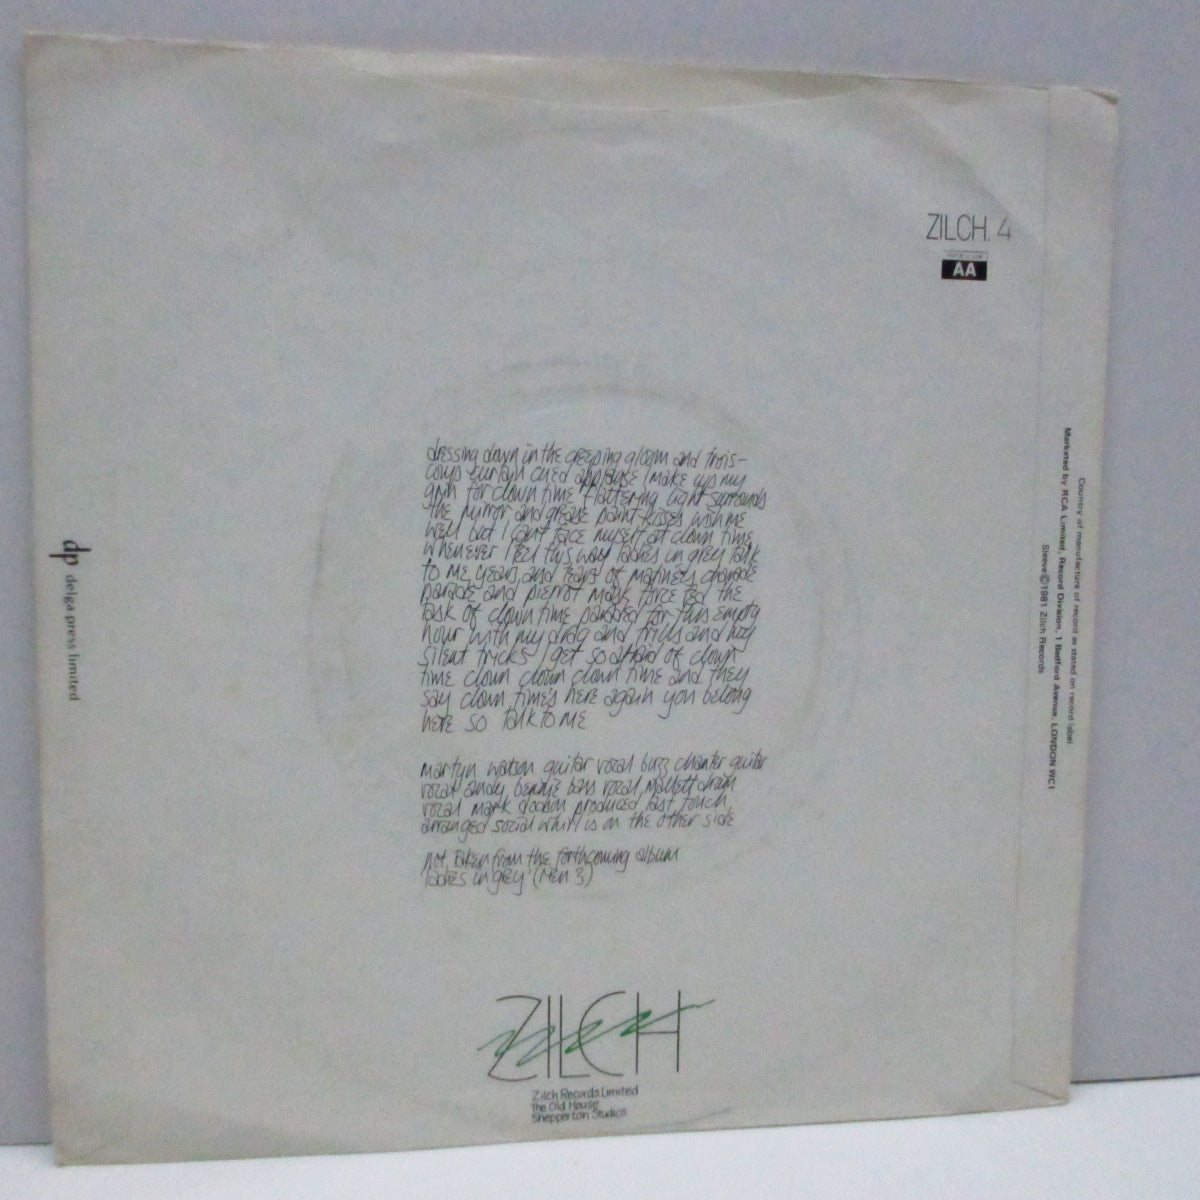 ZILCH. 4
AA
dressing down in the creeping gloom and trois-
coups curtain cued applause I make up my
grin for clown time flattering light surrounds
the mirror and grease paint kisses wish me
well but I can't face myself at clown time
whenever I feel this way ladies in grey talk
to me, years and tears of matinees charade
parade and pierrot mask force fed the
task of clown time painted for this empty
hour with my drag and frills and
silent tricks I get so afraid of clown
time clown clown clown time and they
say clown time's here again you belong
here so talk to me
martyn watson guitar vocal buzz chanter guitar
vocal andy bass vocal, mallett drum
vocal mark produced last touch,
arranged social whirl is on the other side
not taken from the forthcoming album
'ladies in grey' (Men 3)
ZILCH
Zilch Records Limited
The Old House
Shepperton Studios
dp delga press limited
Country of manufacture of record as stated on record label
Marketed by RCA Limited, Record Division, 1 Bedford Avenue, LONDON WC1
Sleeve © 1981 Zilch Records